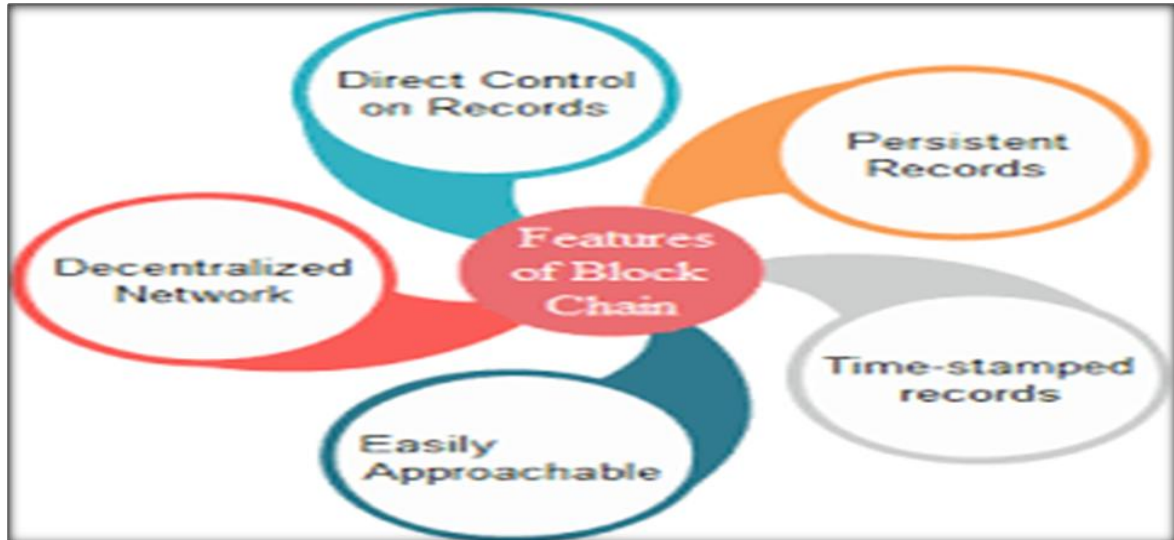 Direct Control
on Records
Persistent
Records
Decentralized
Network
Features
of Block
Chain
Time-stamped
records
Easily
Approachable